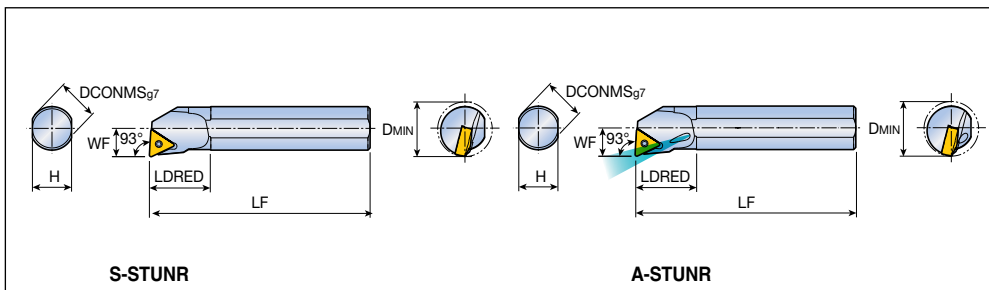 DCONMSg7
WF 93°
H
LDRED
LF
DMIN
S-STUNR
DCONMSg7
WF 93°
H
LDRED
LF
DMIN
A-STUNR